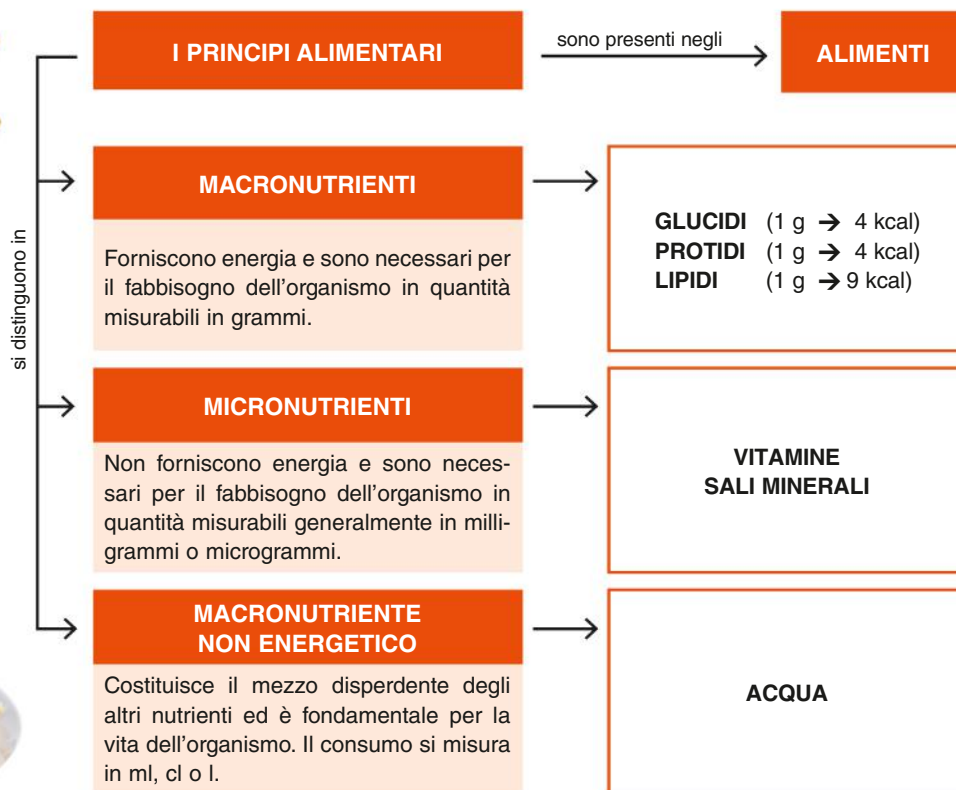 I PRINCIPI ALIMENTARI
sono presenti negli
ALIMENTI
si distinguono in
MACRONUTRIENTI
Forniscono energia e sono necessari per
il fabbisogno dell'organismo in quantità
misurabili in grammi.
GLUCIDI (1 g ➔ 4 kcal)
PROTIDI (1 g ➔ 4 kcal)
LIPIDI (1 g ➔ 9 kcal)
MICRONUTRIENTI
Non forniscono energia e sono neces-
sari per il fabbisogno dell'organismo in
quantità misurabili generalmente in milli-
grammi o microgrammi.
VITAMINE
SALI MINERALI
MACRONUTRIENTE
NON ENERGETICO
Costituisce il mezzo disperdente degli
altri nutrienti ed è fondamentale per la
vita dell'organismo. Il consumo si misura
in ml, cl o l.
ACQUA